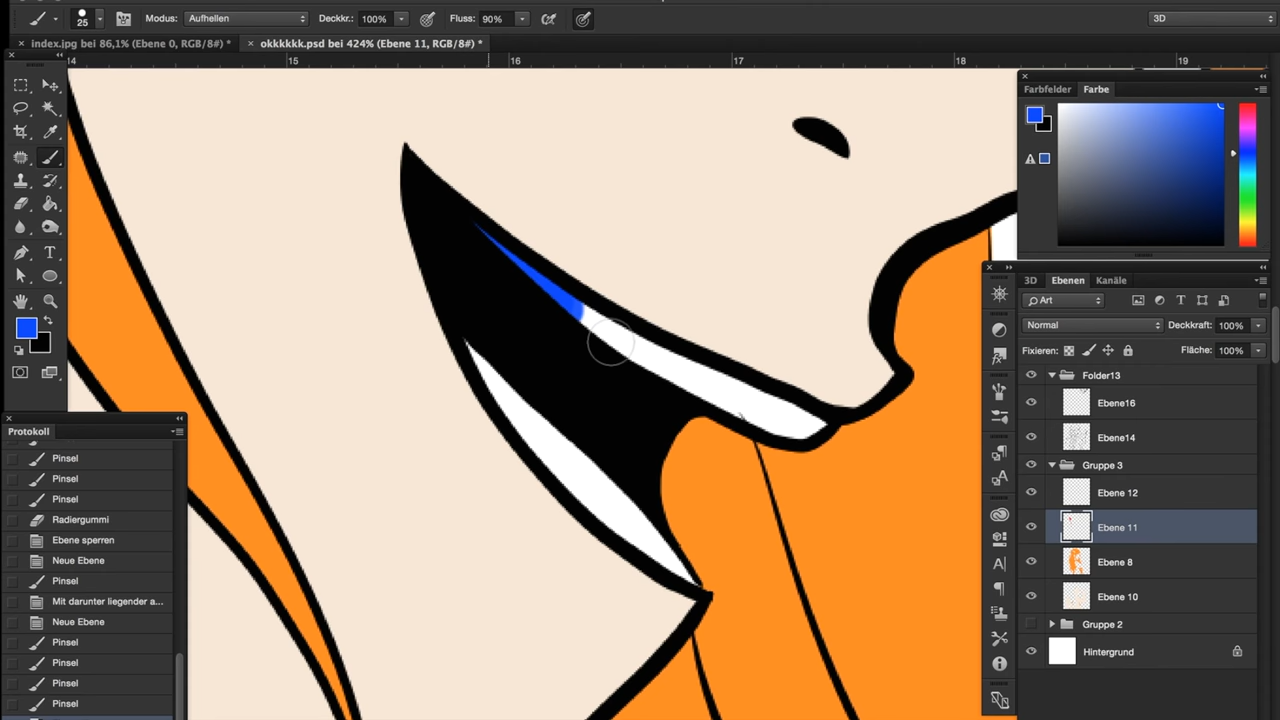 25 Modus: Aufhellen Deckkr.: 100% Fluss: 90% 3D
index.jpg bei 86,1% (Ebene 0, RGB/8#) * okkkkkk.psd bei 424% (Ebene 11, RGB/8#) *
14 15 16 17 18 19
Farbfelder Farbe
3D Ebenen Kanäle
Art
Normal Deckkraft: 100%
Fixieren: Fläche: 100%
Folder13
Ebene16
Ebene14
Gruppe 3
Ebene 12
Ebene 11
Ebene 8
Ebene 10
Gruppe 2
Hintergrund
Protokoll
Pinsel
Pinsel
Pinsel
Radiergummi
Ebene sperren
Neue Ebene
Pinsel
Mit darunter liegender a...
Neue Ebene
Pinsel
Pinsel
Pinsel
Pinsel